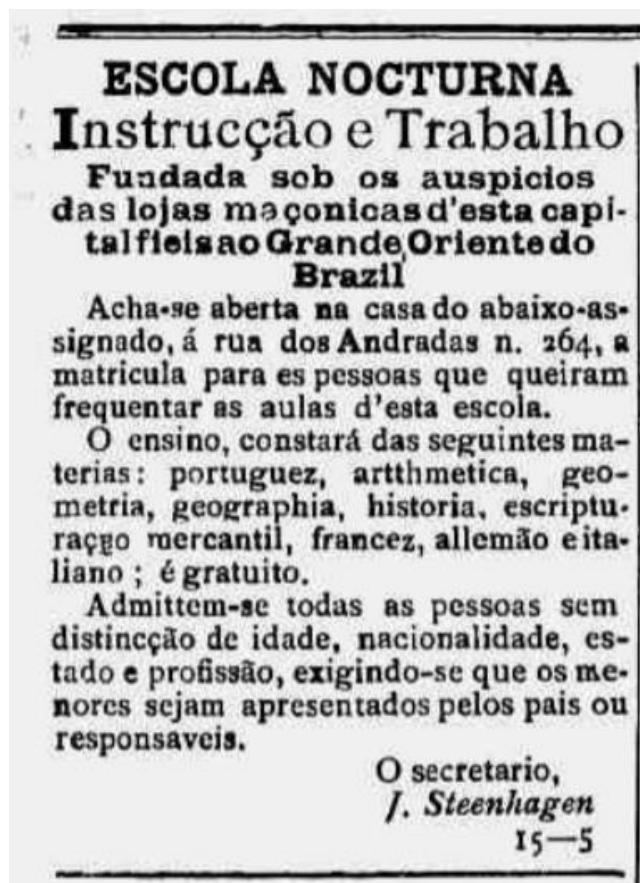 ESCOLA NOCTURNA
Instrucção e Trabalho
Fundada sob os auspicios
das lojas maçonicas d'esta capi-
tal fieis ao Grande Oriente do
Brazil
Acha-se aberta na casa do abaixo-as-
signado, á rua dos Andradas n. 264, a
matricula para es pessoas que queiram
frequentar as aulas d'esta escola.
O ensino, constará das seguintes ma-
terias: portuguez, artthmetica, geo-
metria, geographia, historia, escriptu-
raçgo mercantil, francez, allemão e ita-
liano ; é gratuito.
Admittem-se todas as pessoas sem
distincção de idade, nacionalidade, es-
tado e profissão, exigindo-se que os me-
nores sejam apresentados pelos pais ou
responsaveis.
O secretario,
J. Steenhagen
15—5